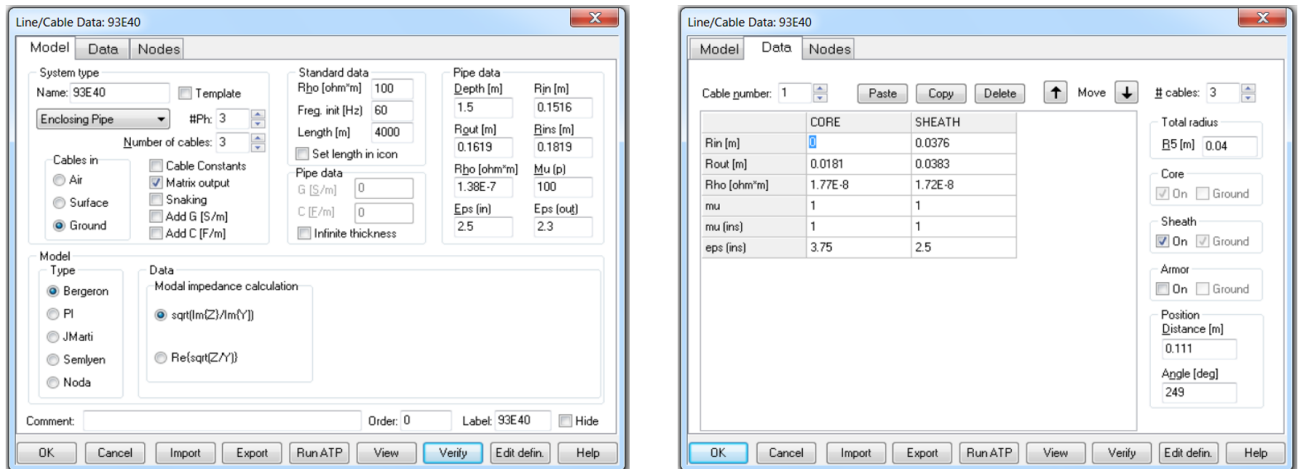 Line/Cable Data: 93E40
Model Data Nodes
System type
Name: 93E40 Template
Enclosing Pipe #Ph: 3
Number of cables: 3
Cables in
Air
Surface
Ground
Cable Constants
Matrix output
Snaking
Add G [S/m]
Add C [F/m]
Standard data
Rho [ohm*m] 100
Freq. init [Hz] 60
Length [m] 4000
Set length in icon
Pipe data
G [S/m] 0
C [F/m] 0
Infinite thickness
Pipe data
Depth [m] Rin [m]
1.5 0.1516
Rout [m] Rins [m]
0.1619 0.1819
Rho [ohm*m] Mu (p)
1.38E-7 100
Eps (in) Eps (out)
2.5 2.3
Model
Type
Bergeron
PI
JMarti
Semlyen
Noda
Data
Modal impedance calculation
sqrt(Im{Z}/Im{Y})
Re{sqrt(Z/Y)}
Comment: Order: 0 Label: 93E40 Hide
OK Cancel Import Export Run ATP View Verify Edit defin. Help
Line/Cable Data: 93E40
Model Data Nodes
Cable number: 1 Paste Copy Delete Move # cables: 3
CORE SHEATH
Rin [m] 0 0.0376
Rout [m] 0.0181 0.0383
Rho [ohm*m] 1.77E-8 1.72E-8
mu 1 1
mu (ins) 1 1
eps (ins) 3.75 2.5
Total radius
R5 [m] 0.04
Core
On Ground
Sheath
On Ground
Armor
On Ground
Position
Distance [m]
0.111
Angle [deg]
249
OK Cancel Import Export Run ATP View Verify Edit defin. Help